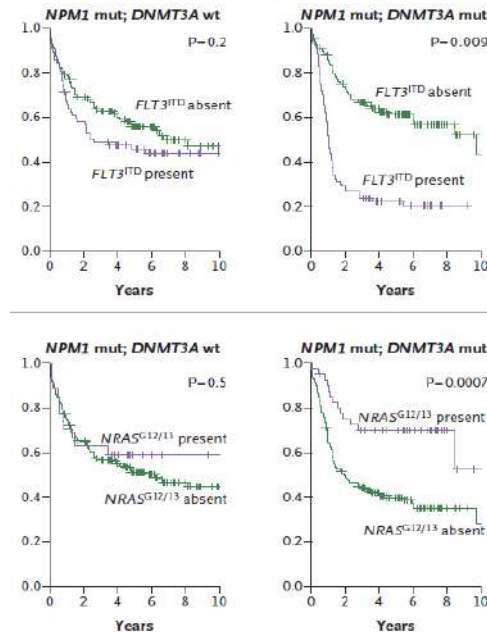 NPM1 mut; DNMT3A wt
P=0.2
1.0
0.8
0.6
0.4
0.2
0.0
FLT3ITD absent
FLT3ITD present
0 2 4 6 8 10
Years
NPM1 mut; DNMT3A mut
P=0.009
1.0
0.8
0.6
0.4
0.2
0.0
FLT3ITD absent
FLT3ITD present
0 2 4 6 8 10
Years
NPM1 mut; DNMT3A wt
P=0.5
1.0
0.8
0.6
0.4
0.2
0.0
NRASG12/13 present
NRASG12/13 absent
0 2 4 6 8 10
Years
NPM1 mut; DNMT3A mut
P=0.0007
1.0
0.8
0.6
0.4
0.2
0.0
NRASG12/13 present
NRASG12/13 absent
0 2 4 6 8 10
Years